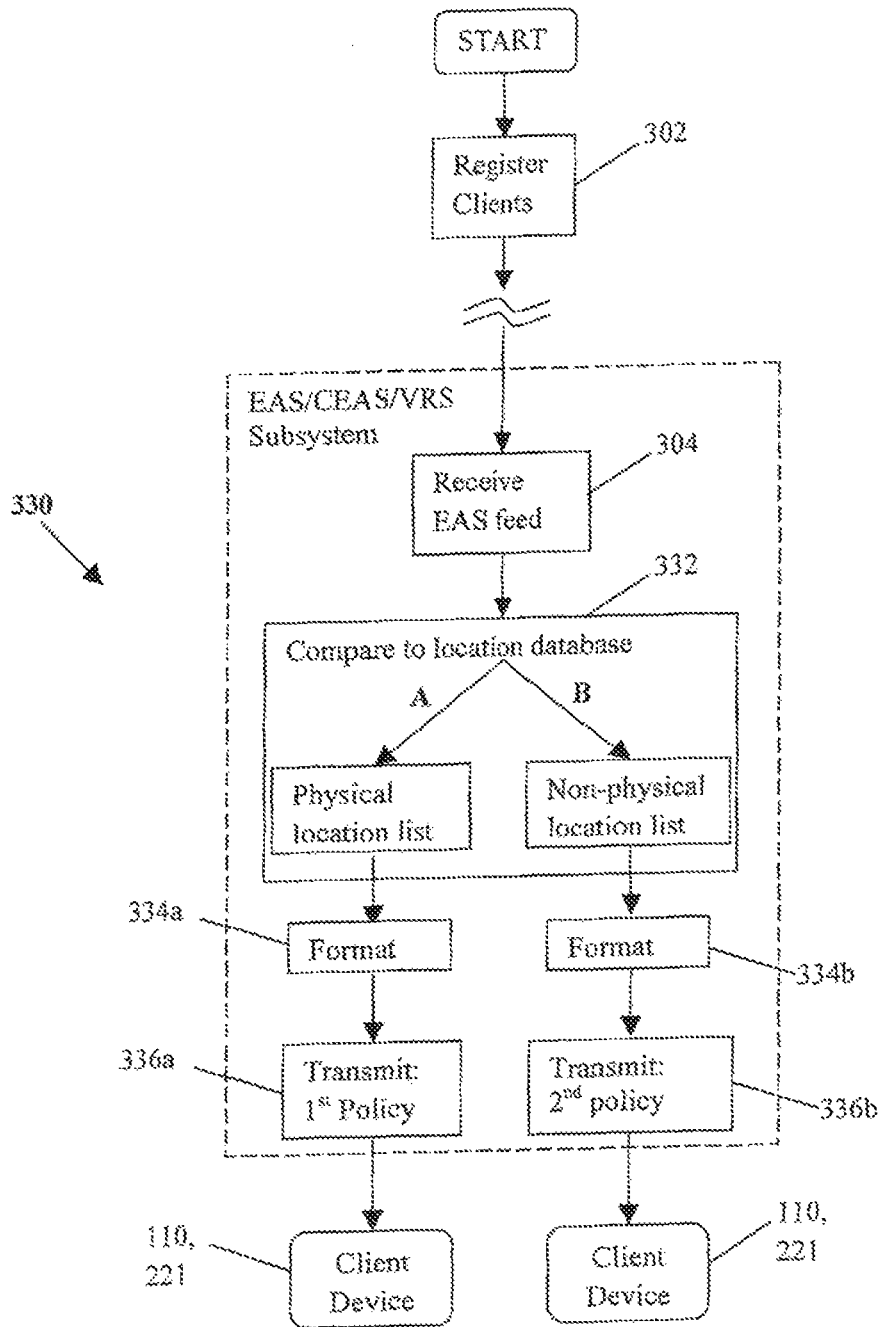 START
302
Register
Clients
EAS/CEAS/VRS
Subsystem
304
Receive
EAS feed
330
332
Compare to location database
A
B
Physical
location list
Non-physical
location list
334a
Format
Format
334b
336a
Transmit:
1st Policy
Transmit:
2nd policy
336b
110,
221
Client
Device
Client
Device
110,
221